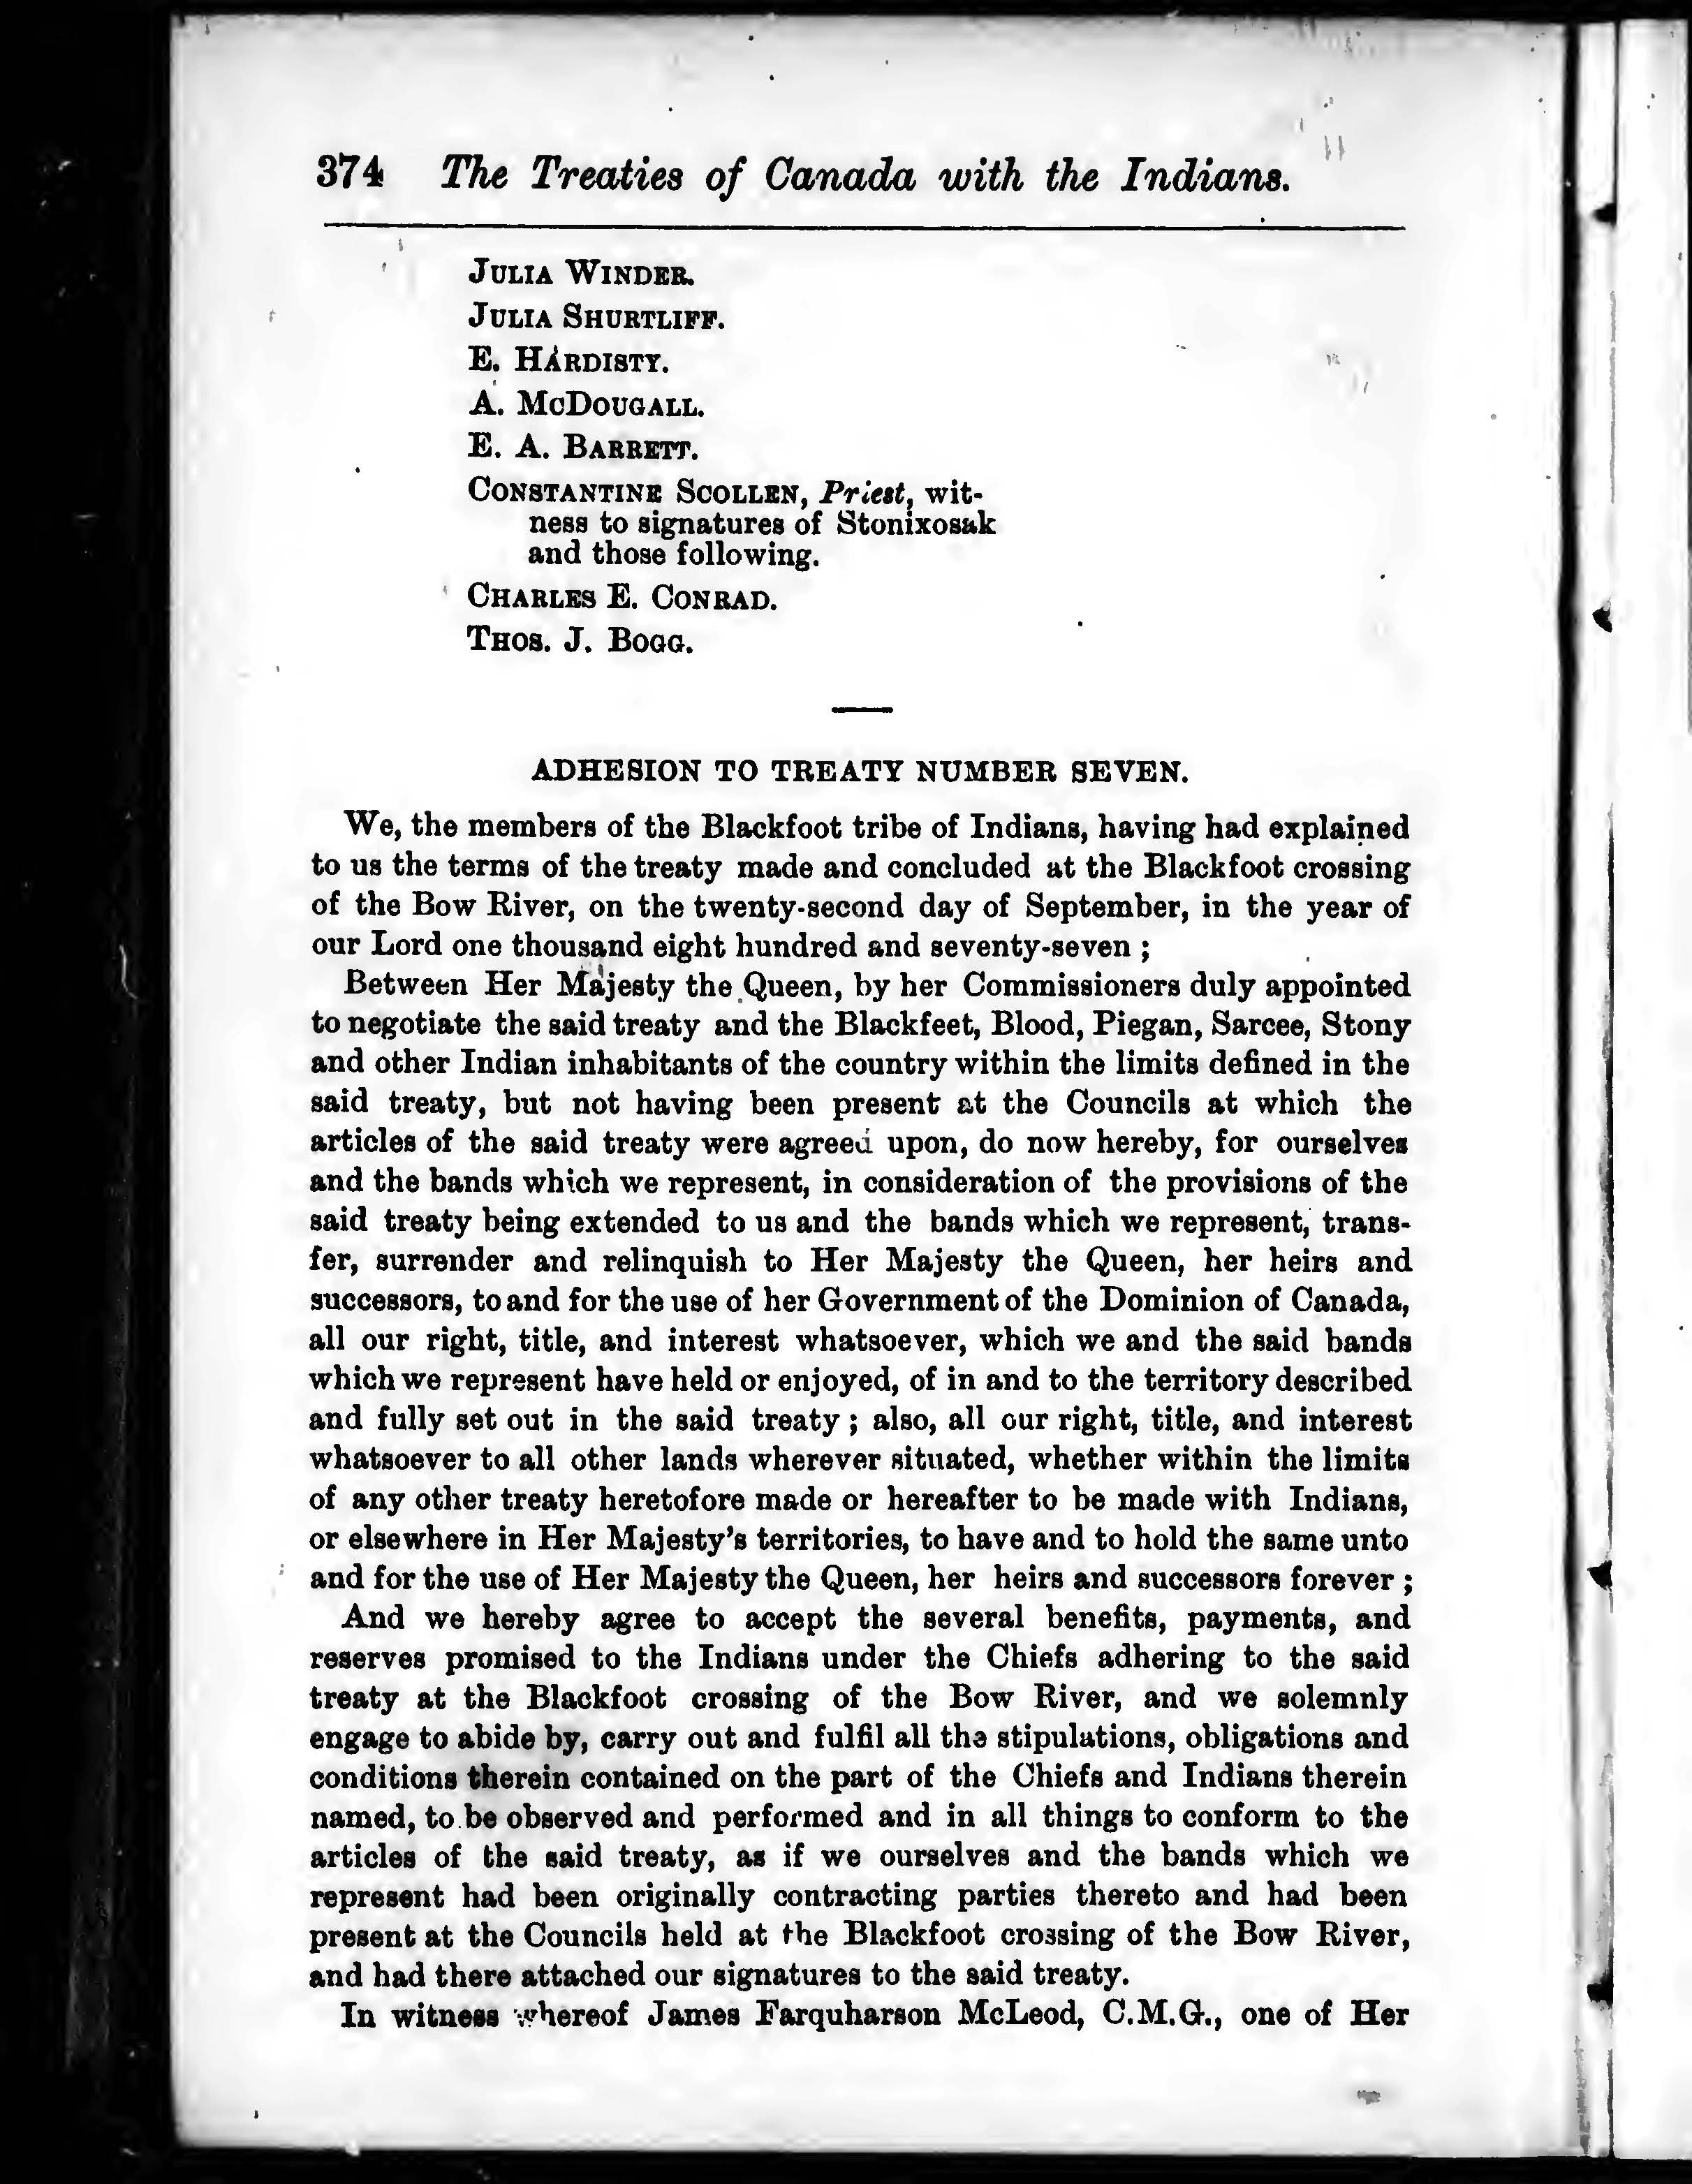 374 The Treaties of Canada with the Indians.
JULIA WINDER.
JULIA SHURTLIFF.
E. HARDISTY.
A. MCDOUGALL.
E. A. BARRETT.
CONSTANTINE SCOLLEN, Priest, wit-
ness to signatures of Stonixosak
and those following.
CHARLES E. CONRAD.
THOS. J. BOGG.
ADHESION TO TREATY NUMBER SEVEN.
We, the members of the Blackfoot tribe of Indians, having had explained
to us the terms of the treaty made and concluded at the Blackfoot crossing
of the Bow River, on the twenty-second day of September, in the year of
our Lord one thousand eight hundred and seventy-seven ;
Between Her Majesty the Queen, by her Commissioners duly appointed
to negotiate the said treaty and the Blackfeet, Blood, Piegan, Sarcee, Stony
and other Indian inhabitants of the country within the limits defined in the
said treaty, but not having been present at the Councils at which the
articles of the said treaty were agreed upon, do now hereby, for ourselves
and the bands which we represent, in consideration of the provisions of the
said treaty being extended to us and the bands which we represent, trans-
fer, surrender and relinquish to Her Majesty the Queen, her heirs and
successors, to and for the use of her Government of the Dominion of Canada,
all our right, title, and interest whatsoever, which we and the said bands
which we represent have held or enjoyed, of in and to the territory described
and fully set out in the said treaty ; also, all our right, title, and interest
whatsoever to all other lands wherever situated, whether within the limits
of any other treaty heretofore made or hereafter to be made with Indians,
or elsewhere in Her Majesty's territories, to have and to hold the same unto
and for the use of Her Majesty the Queen, her heirs and successors forever ;
And we hereby agree to accept the several benefits, payments, and
reserves promised to the Indians under the Chiefs adhering to the said
treaty at the Blackfoot crossing of the Bow River, and we solemnly
engage to abide by, carry out and fulfil all the stipulations, obligations and
conditions therein contained on the part of the Chiefs and Indians therein
named, to be observed and performed and in all things to conform to the
articles of the said treaty, as if we ourselves and the bands which we
represent had been originally contracting parties thereto and had been
present at the Councils held at the Blackfoot crossing of the Bow River,
and had there attached our signatures to the said treaty.
In witness whereof James Farquharson McLeod, C.M.G., one of Her